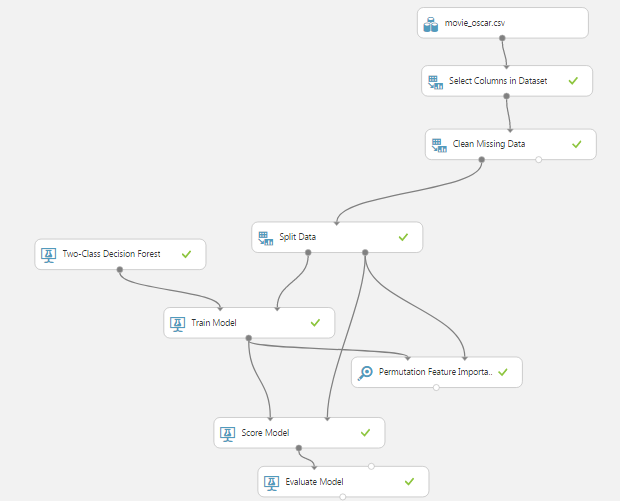 movie_oscar.csv
Select Columns in Dataset
Clean Missing Data
Split Data
Two-Class Decision Forest
Train Model
Permutation Feature Importa..
Score Model
Evaluate Model